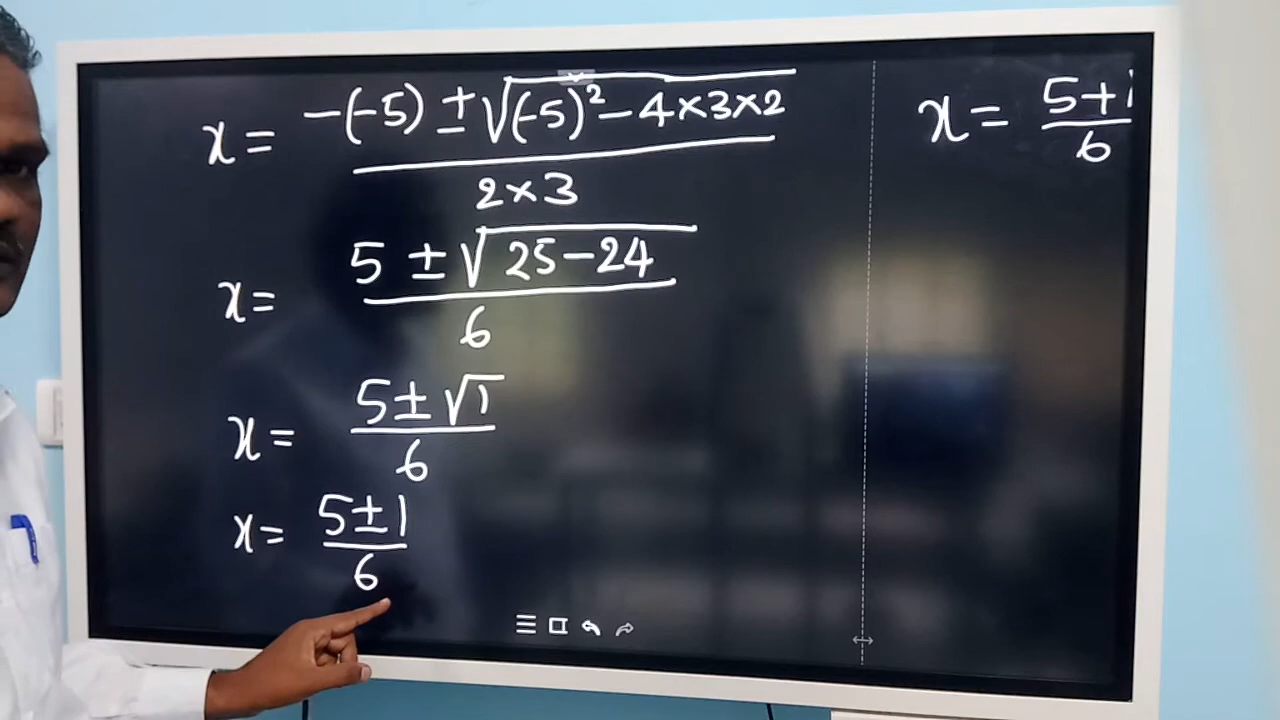 x = (-(-5) ± √((-5)² - 4×3×2)) / (2×3)
x = (5 ± √(25-24)) / 6
x = (5 ± √1) / 6
x = (5 ± 1) / 6
x = (5+1) / 6